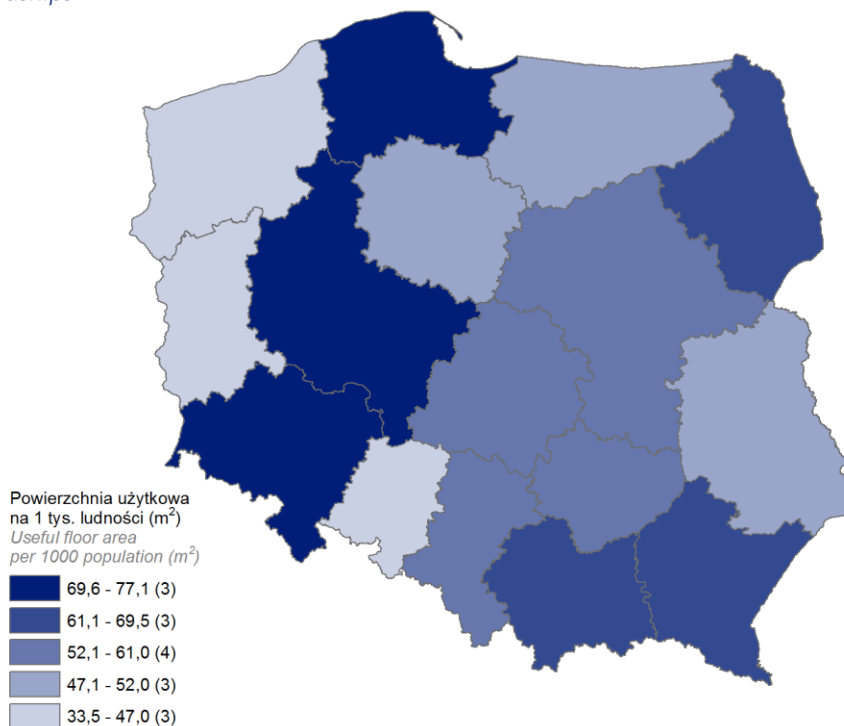 Powierzchnia użytkowa
na 1 tys. ludności (m²)
Useful floor area
per 1000 population (m²)
69,6 - 77,1 (3)
61,1 - 69,5 (3)
52,1 - 61,0 (4)
47,1 - 52,0 (3)
33,5 - 47,0 (3)